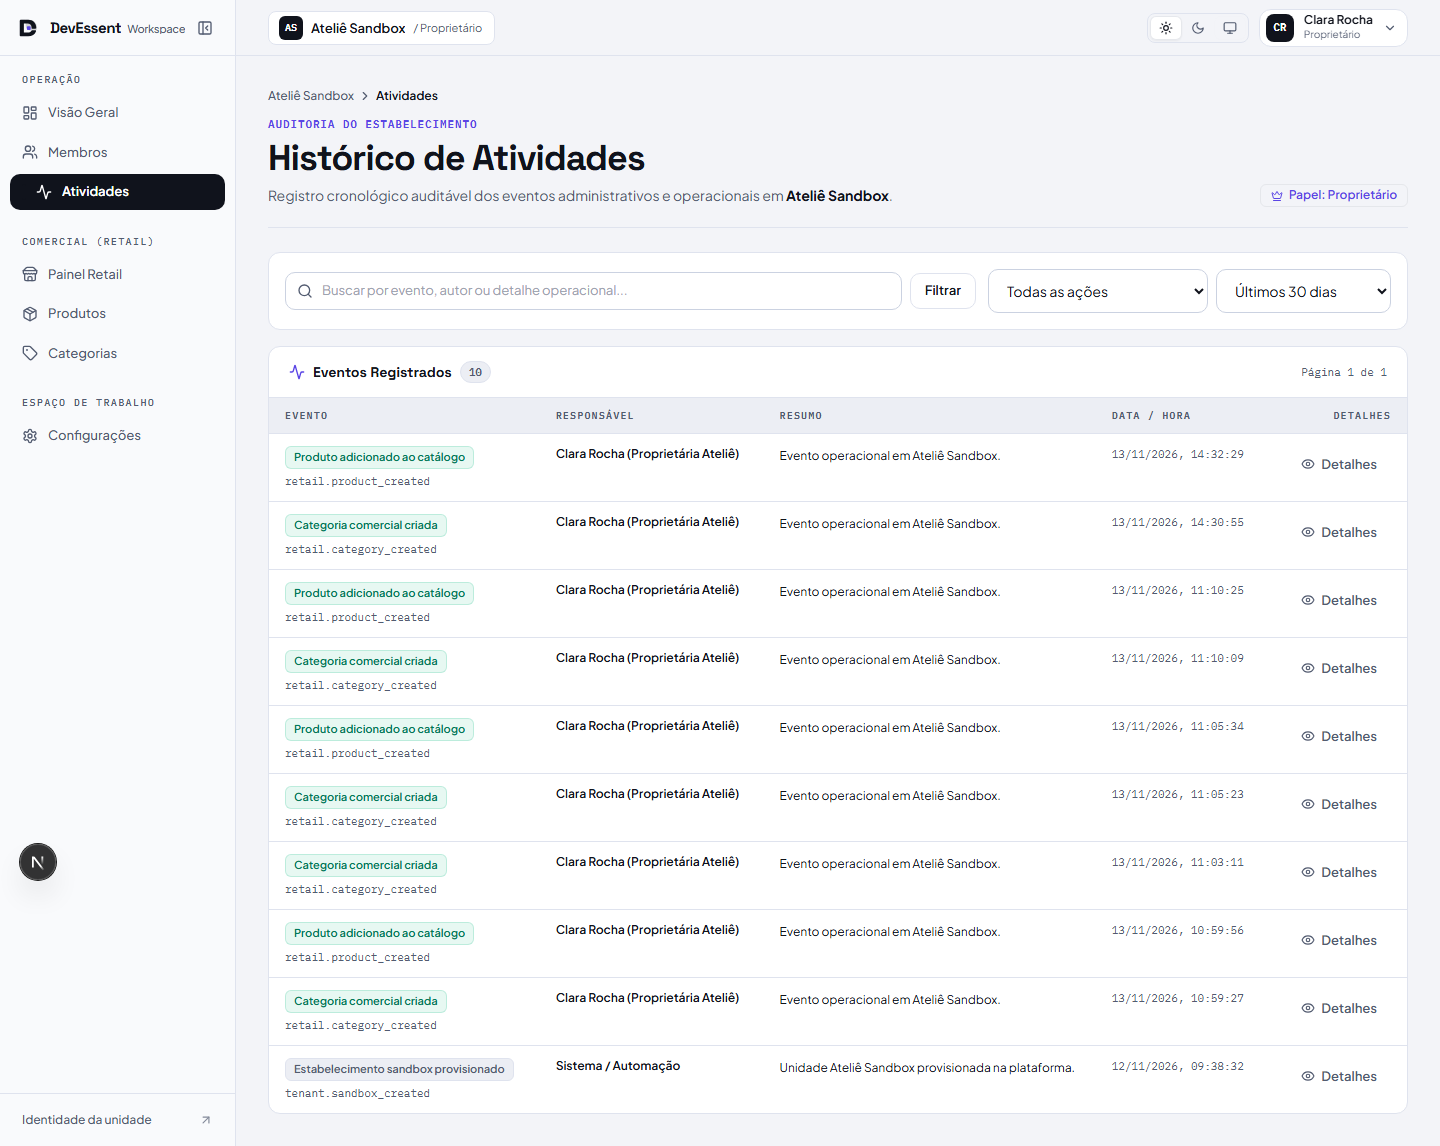 DevEssent Workspace
OPERAÇÃO
Visão Geral
Membros
Atividades
COMERCIAL (RETAIL)
Painel Retail
Produtos
Categorias
ESPAÇO DE TRABALHO
Configurações
N
Identidade da unidade
AS Ateliê Sandbox / Proprietário
CR Clara Rocha
Proprietário
Ateliê Sandbox > Atividades
AUDITORIA DO ESTABELECIMENTO
Histórico de Atividades
Registro cronológico auditável dos eventos administrativos e operacionais em Ateliê Sandbox.
Papel: Proprietário
Buscar por evento, autor ou detalhe operacional...
Filtrar
Todas as ações
Últimos 30 dias
Eventos Registrados 10
Página 1 de 1
EVENTO RESPONSÁVEL RESUMO DATA / HORA DETALHES
Produto adicionado ao catálogo Clara Rocha (Proprietária Ateliê) Evento operacional em Ateliê Sandbox. 13/11/2026, 14:32:29 Detalhes
retail.product_created
Categoria comercial criada Clara Rocha (Proprietária Ateliê) Evento operacional em Ateliê Sandbox. 13/11/2026, 14:30:55 Detalhes
retail.category_created
Produto adicionado ao catálogo Clara Rocha (Proprietária Ateliê) Evento operacional em Ateliê Sandbox. 13/11/2026, 11:10:25 Detalhes
retail.product_created
Categoria comercial criada Clara Rocha (Proprietária Ateliê) Evento operacional em Ateliê Sandbox. 13/11/2026, 11:10:09 Detalhes
retail.category_created
Produto adicionado ao catálogo Clara Rocha (Proprietária Ateliê) Evento operacional em Ateliê Sandbox. 13/11/2026, 11:05:34 Detalhes
retail.product_created
Categoria comercial criada Clara Rocha (Proprietária Ateliê) Evento operacional em Ateliê Sandbox. 13/11/2026, 11:05:23 Detalhes
retail.category_created
Categoria comercial criada Clara Rocha (Proprietária Ateliê) Evento operacional em Ateliê Sandbox. 13/11/2026, 11:03:11 Detalhes
retail.category_created
Produto adicionado ao catálogo Clara Rocha (Proprietária Ateliê) Evento operacional em Ateliê Sandbox. 13/11/2026, 10:59:56 Detalhes
retail.product_created
Categoria comercial criada Clara Rocha (Proprietária Ateliê) Evento operacional em Ateliê Sandbox. 13/11/2026, 10:59:27 Detalhes
retail.category_created
Estabelecimento sandbox provisionado Sistema / Automação Unidade Ateliê Sandbox provisionada na plataforma. 12/11/2026, 09:38:32 Detalhes
tenant.sandbox_created